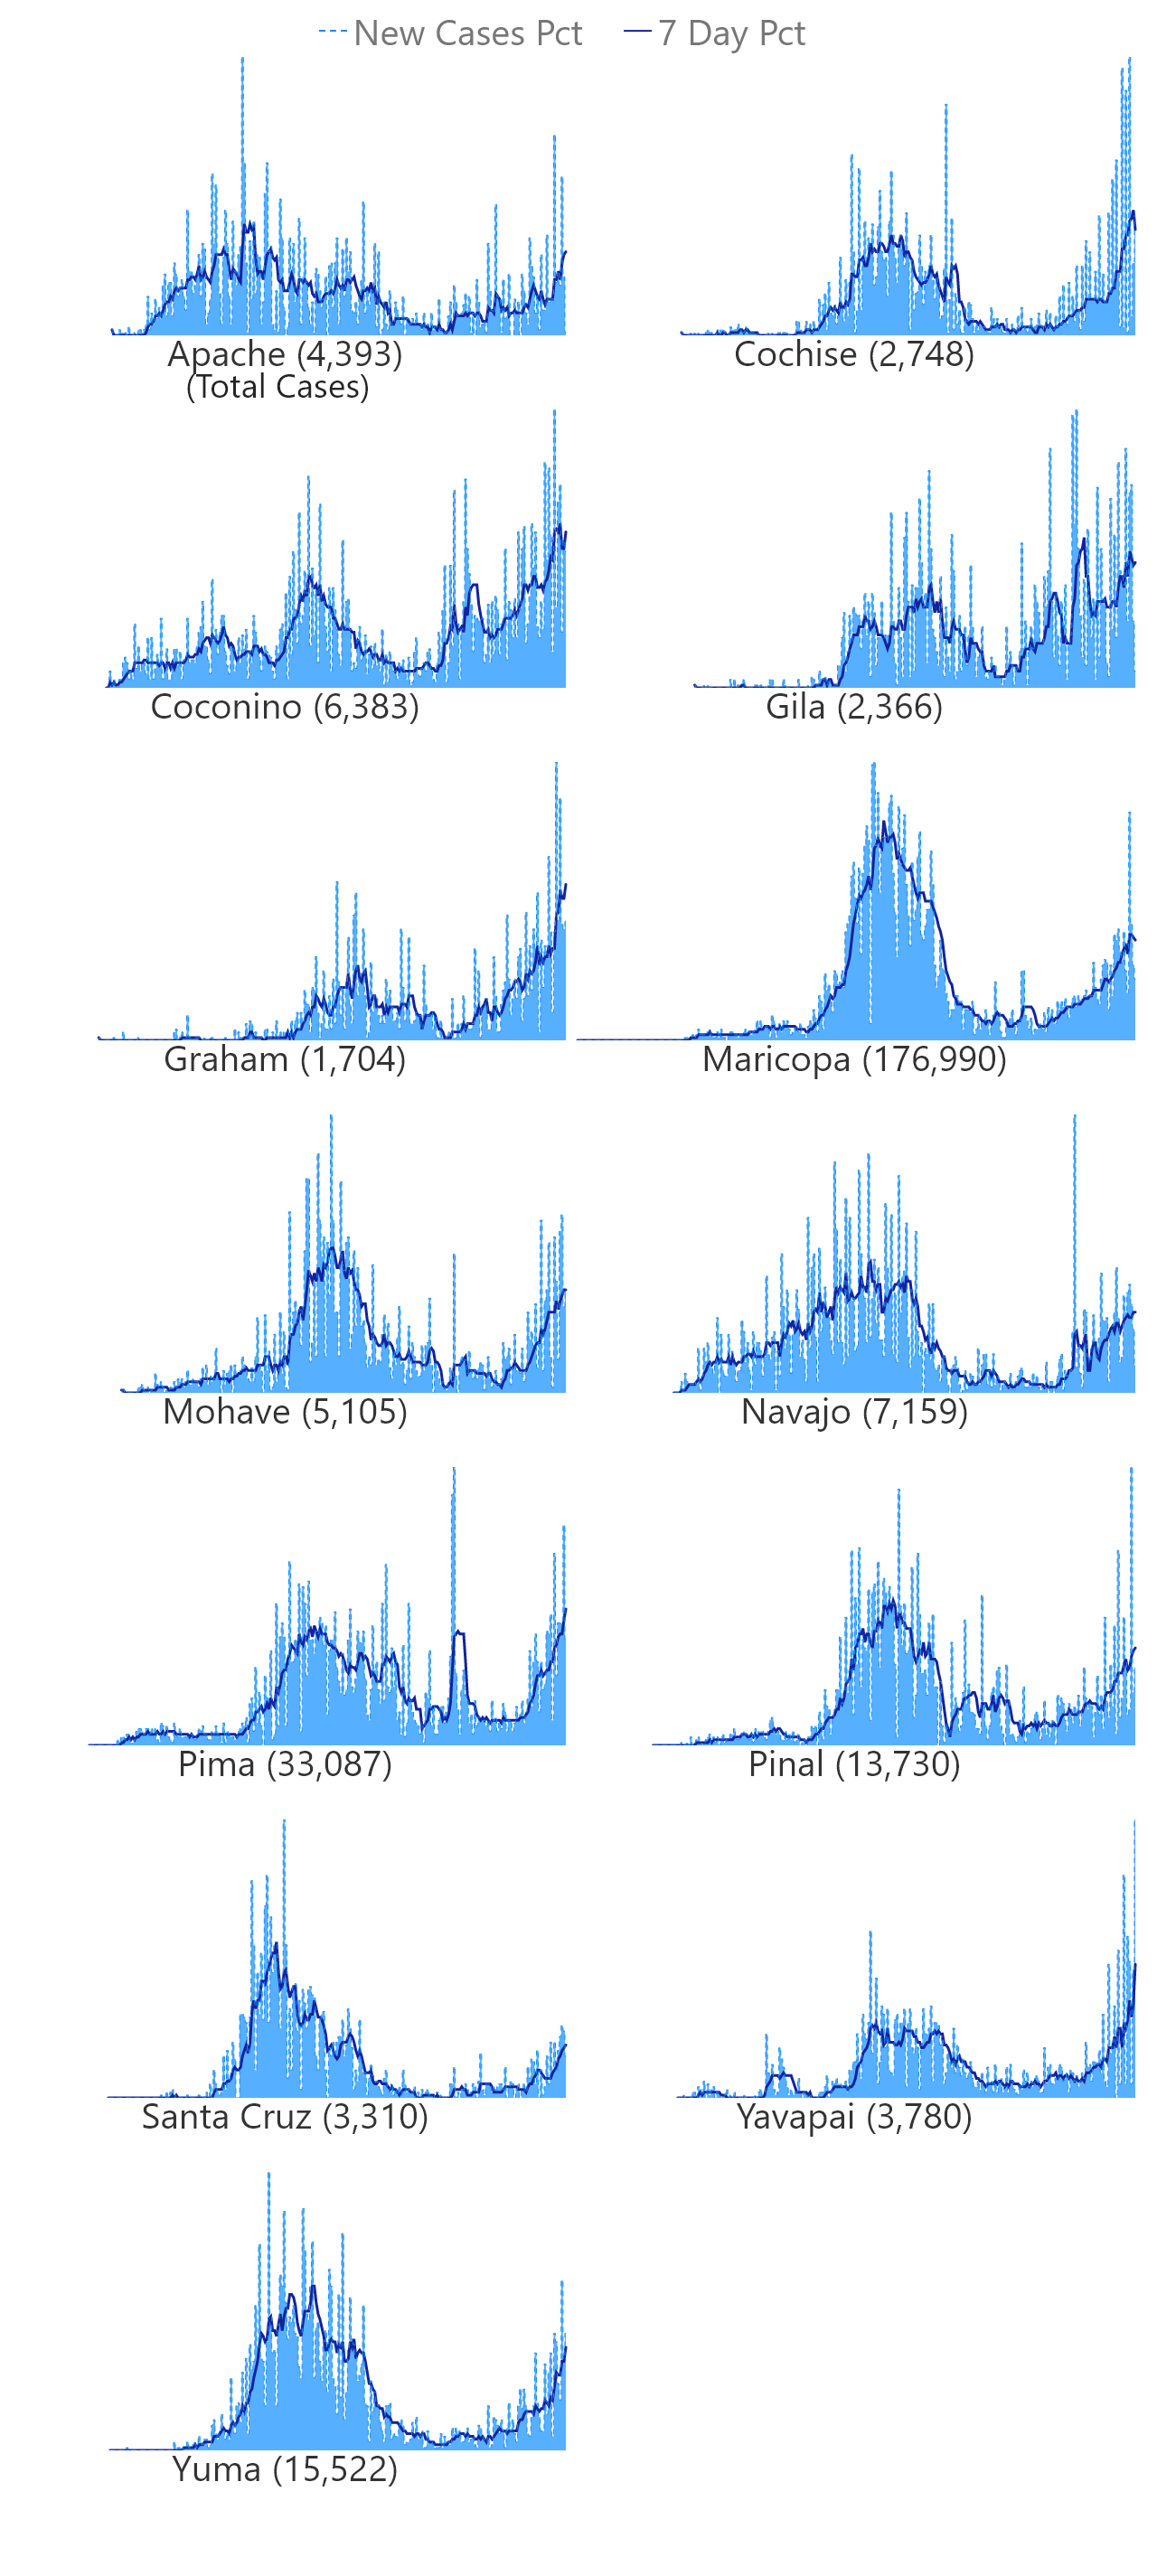 New Cases Pct 7 Day Pct
Apache (4,393) Cochise (2,748)
(Total Cases)
Coconino (6,383) Gila (2,366)
Graham (1,704) Maricopa (176,990)
Mohave (5,105) Navajo (7,159)
Pima (33,087) Pinal (13,730)
Santa Cruz (3,310) Yavapai (3,780)
Yuma (15,522)